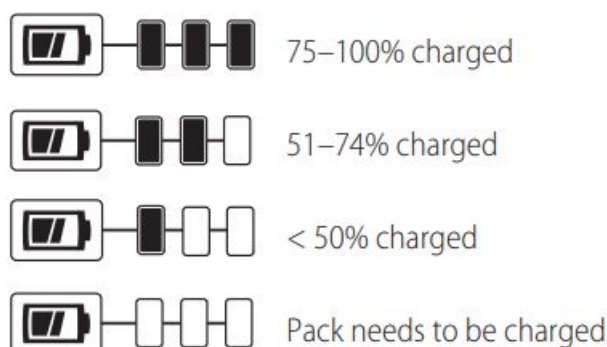 75–100% charged
51–74% charged
< 50% charged
Pack needs to be charged